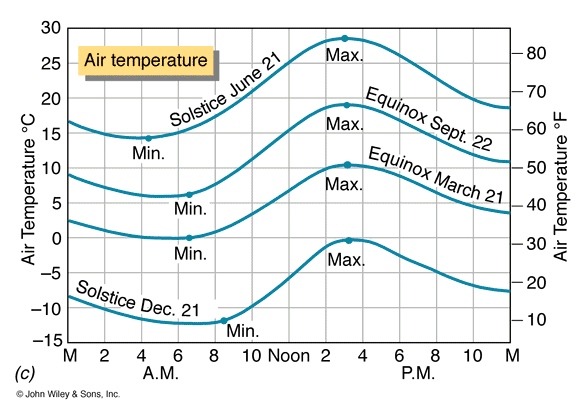 Air temperature
Air Temperature °C
30
25
20
15
10
5
0
–5
–10
–15
Air Temperature °F
80
70
60
50
40
30
20
10
Solstice June 21
Max.
Min.
Equinox Sept. 22
Max.
Min.
Equinox March 21
Max.
Min.
Solstice Dec. 21
Max.
Min.
M 2 4 6 8 10 Noon 2 4 6 8 10 M
(c) A.M. P.M.
© John Wiley & Sons, Inc.